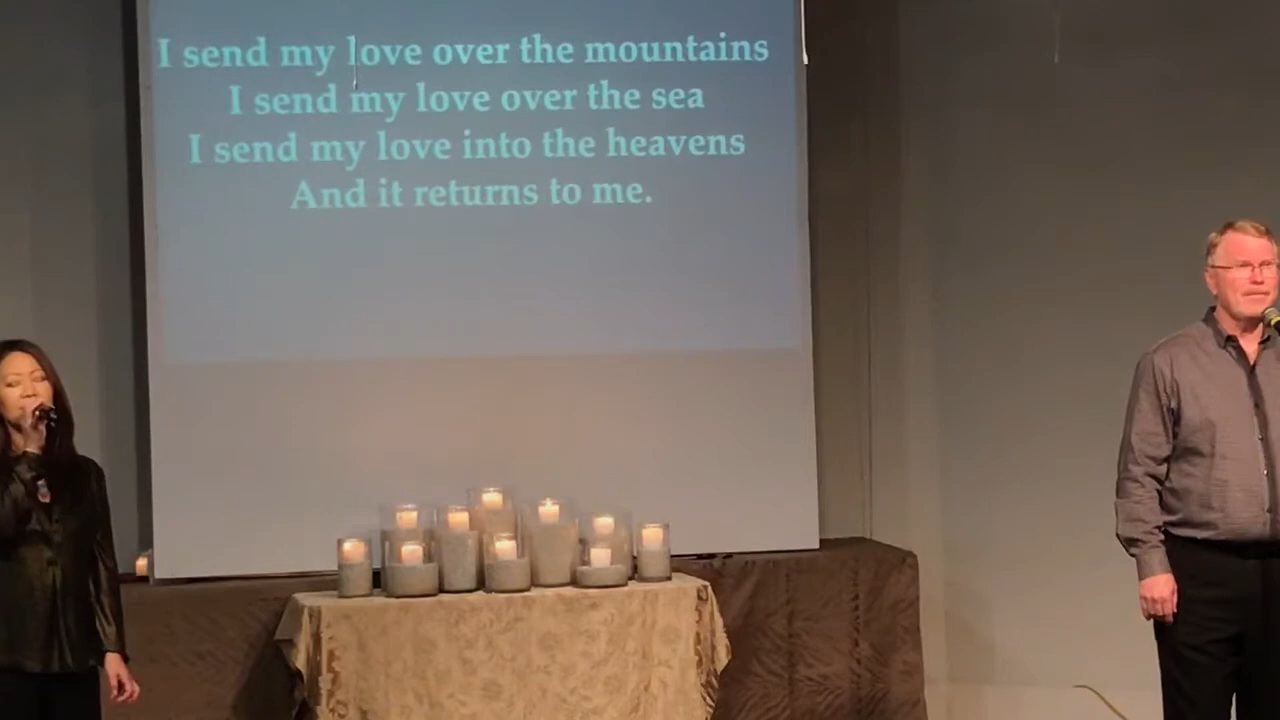 I send my love over the mountains
I send my love over the sea
I send my love into the heavens
And it returns to me.